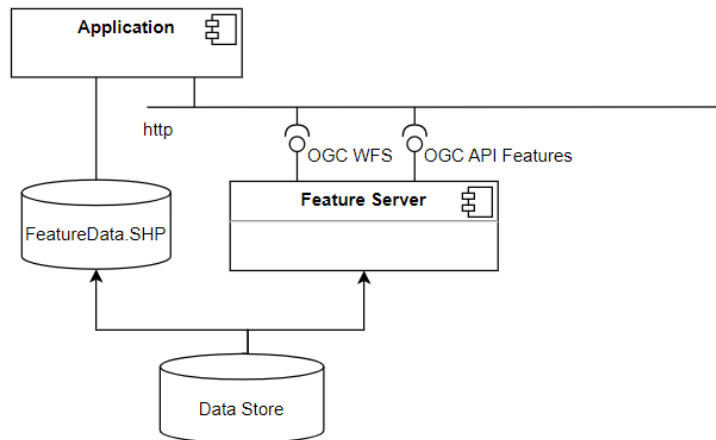 Application
http
OGC WFS
OGC API Features
Feature Server
FeatureData.SHP
Data Store